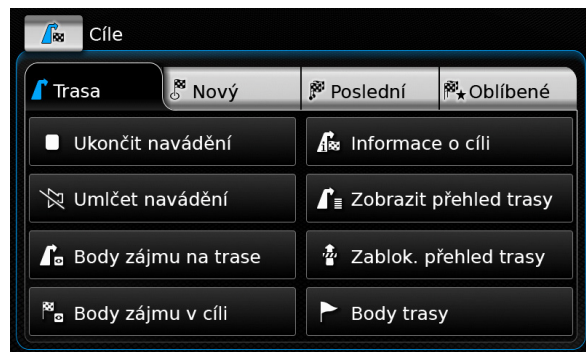 Cíle
Trasa
Nový
Poslední
Oblíbené
Ukončit navádění
Informace o cíli
Umlčet navádění
Zobrazit přehled trasy
Body zájmu na trase
Zablok. přehled trasy
Body zájmu v cíli
Body trasy